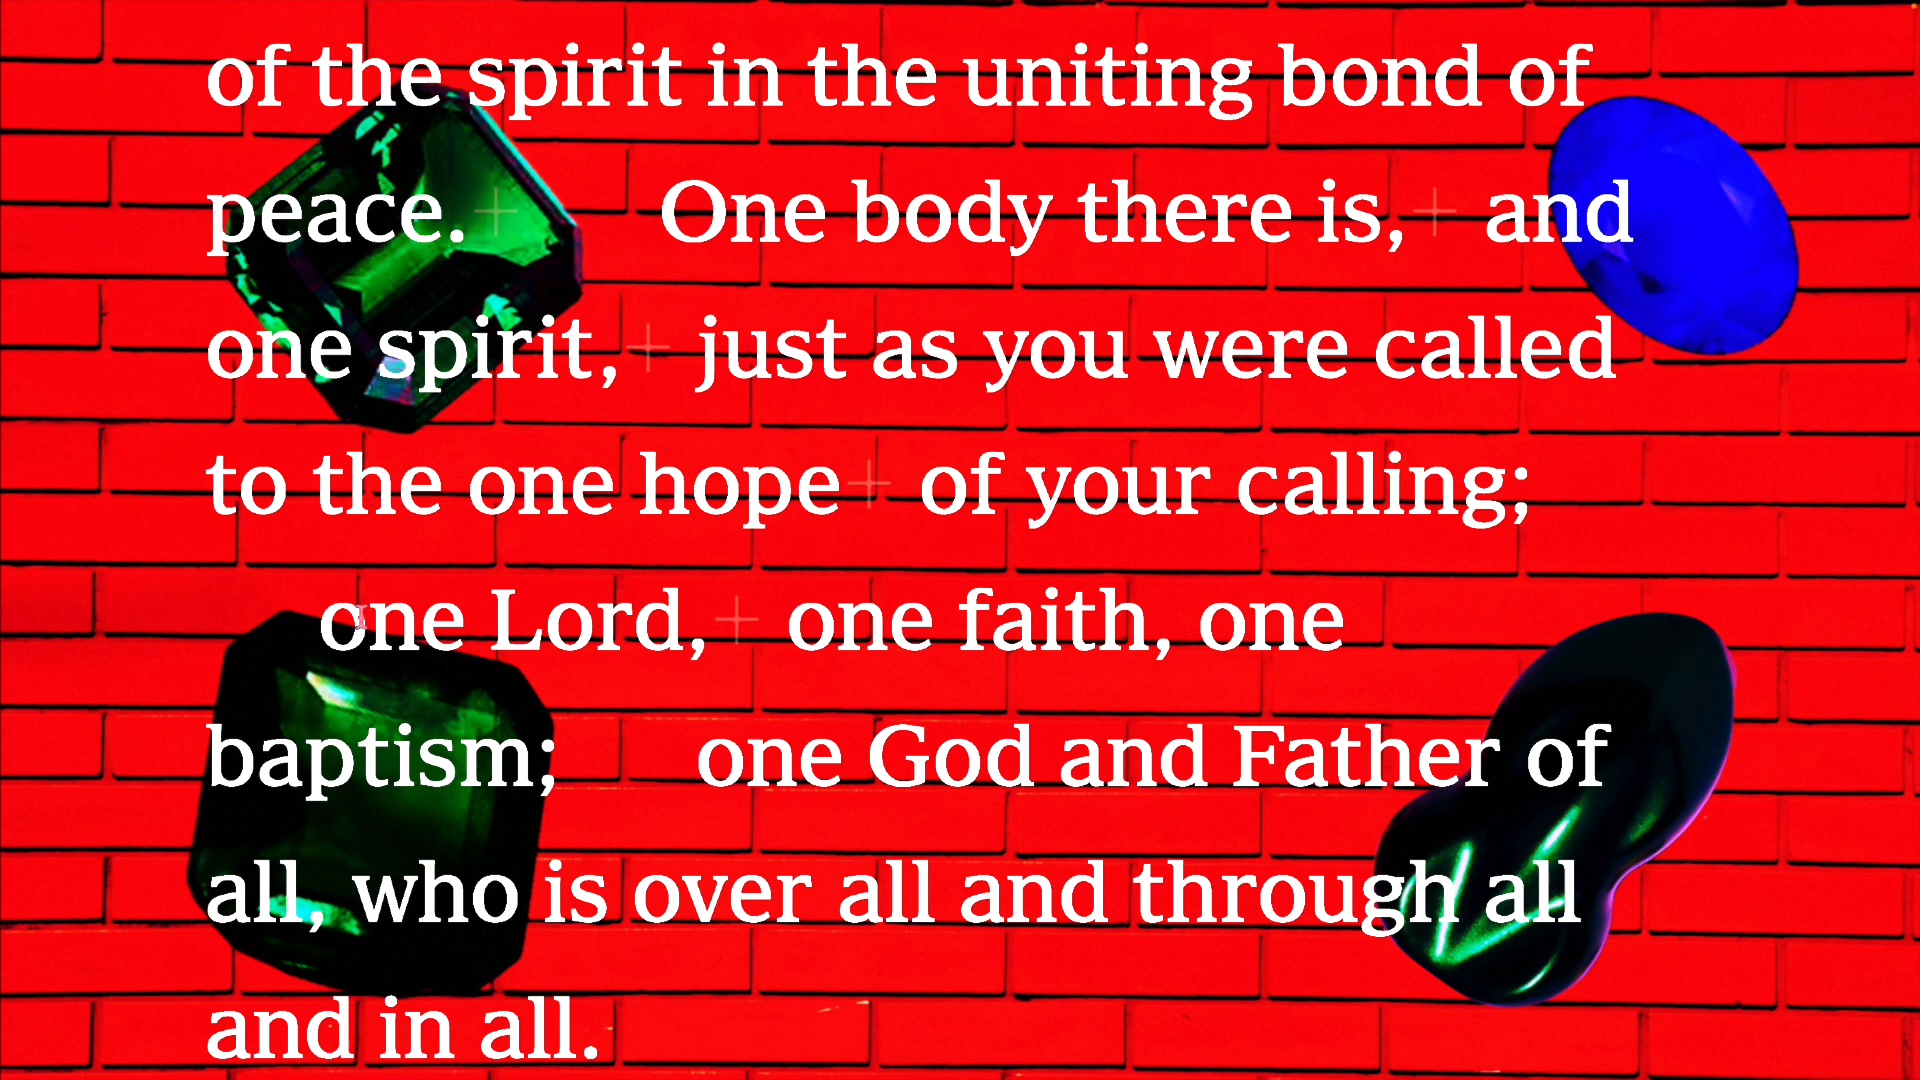 of the spirit in the uniting bond of
peace.+ One body there is,+ and
one spirit,+ just as you were called
to the one hope+ of your calling;
one Lord,+ one faith, one
baptism; one God and Father of
all, who is over all and through all
and in all.